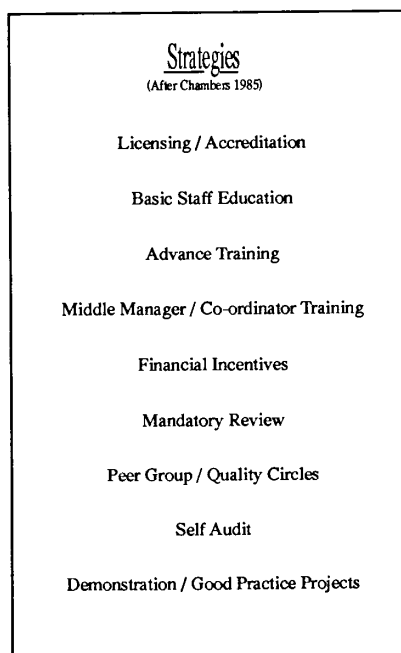 Strategies
(After Chambers 1985)
Licensing / Accreditation
Basic Staff Education
Advance Training
Middle Manager / Co-ordinator Training
Financial Incentives
Mandatory Review
Peer Group / Quality Circles
Self Audit
Demonstration / Good Practice Projects